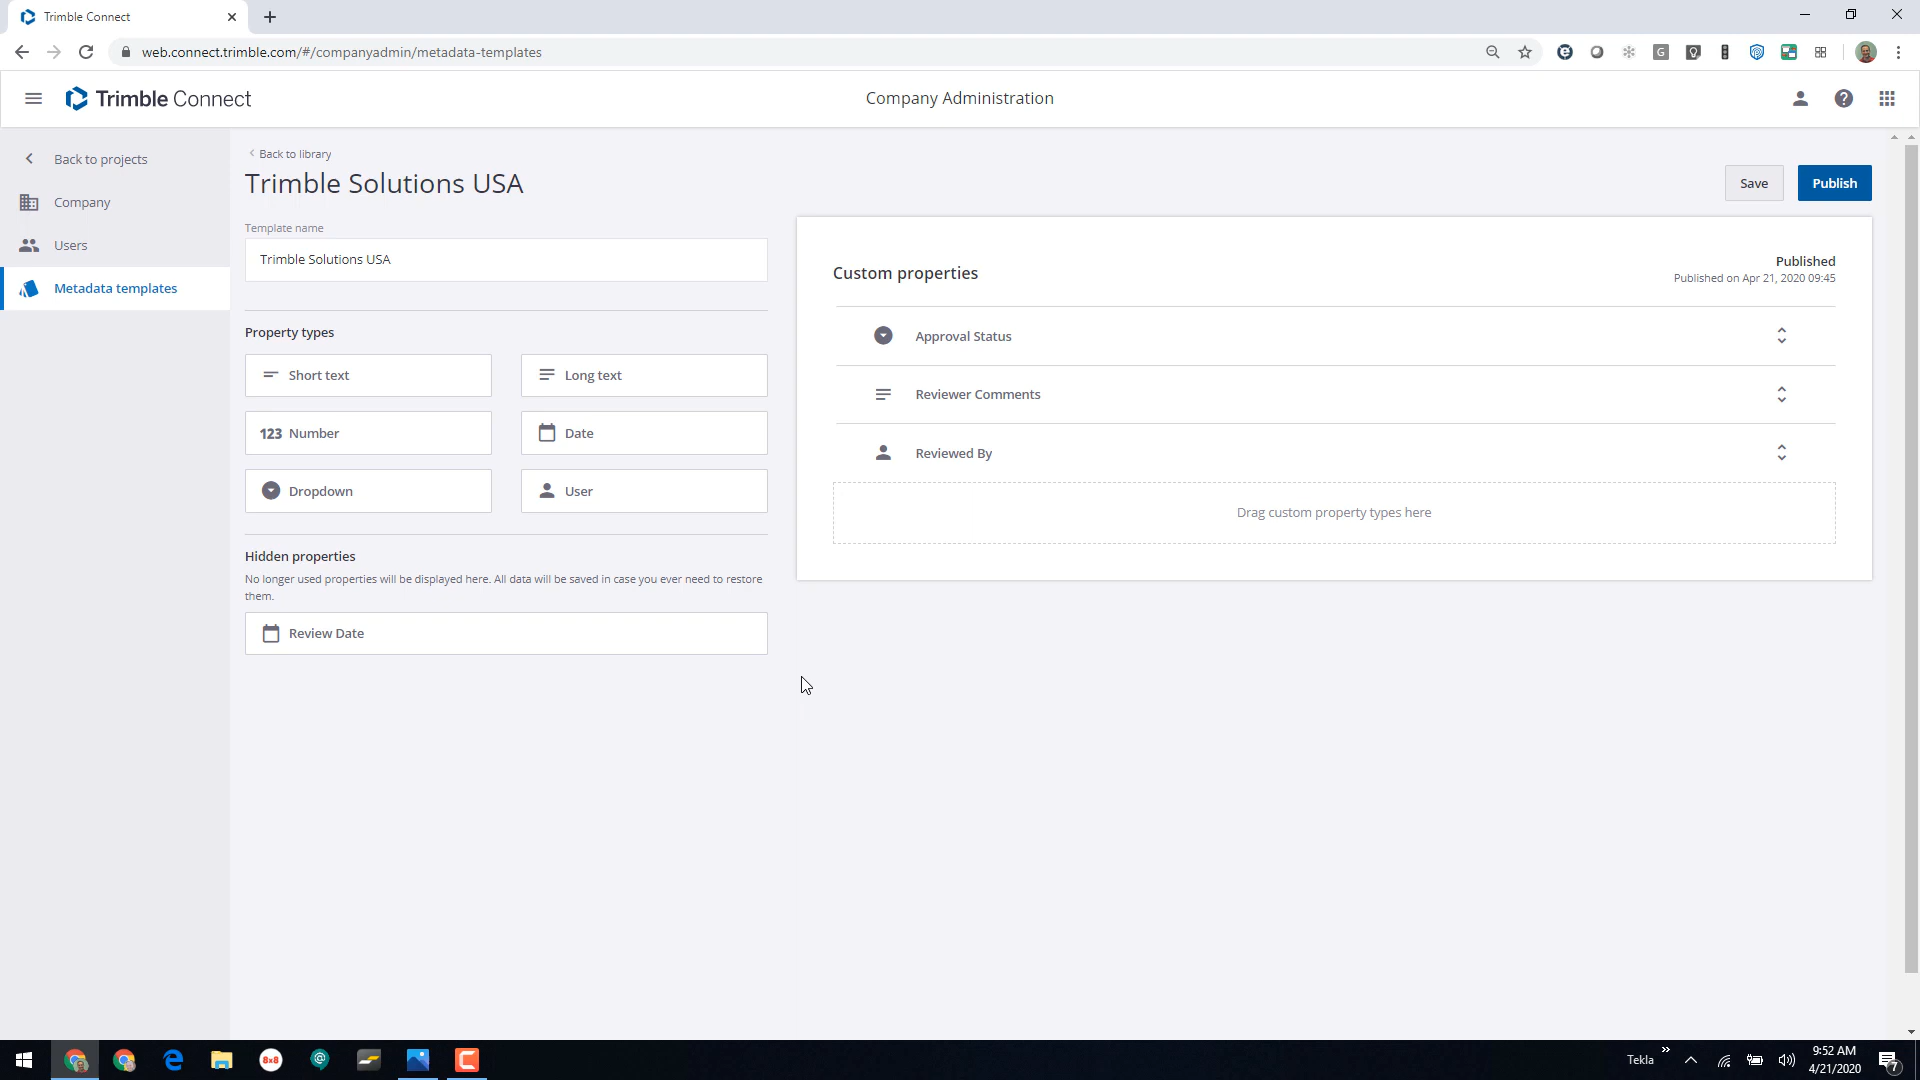 Trimble Connect
web.connect.trimble.com/#/companyadmin/metadata-templates
G
Trimble Connect
Company Administration
?
Back to projects
Company
Users
Metadata templates
Back to library
Trimble Solutions USA
Save
Publish
Template name
Trimble Solutions USA
Property types
Short text
Long text
123 Number
Date
Dropdown
User
Hidden properties
No longer used properties will be displayed here. All data will be saved in case you ever need to restore
them.
Review Date
Custom properties
Published
Published on Apr 21, 2020 09:45
Approval Status
Reviewer Comments
Reviewed By
Drag custom property types here
8x8
Tekla
9:52 AM
4/21/2020
7